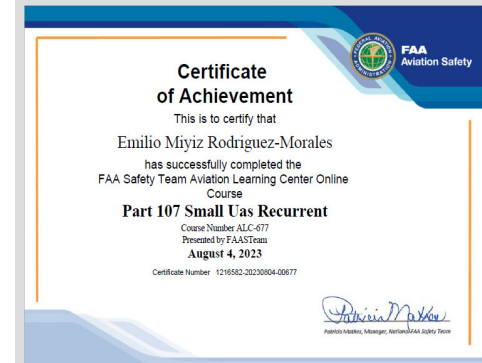 FAA
Aviation Safety
Certificate
of Achievement
This is to certify that
Emilio Miyiz Rodriguez-Morales
has successfully completed the
FAA Safety Team Aviation Learning Center Online
Course
Part 107 Small Uas Recurrent
Course Number ALC-677
Presented by FAASTeam
August 4, 2023
Certificate Number 1216582-20230804-00677
Patricia Mathes, Manager, National FAA Safety Team